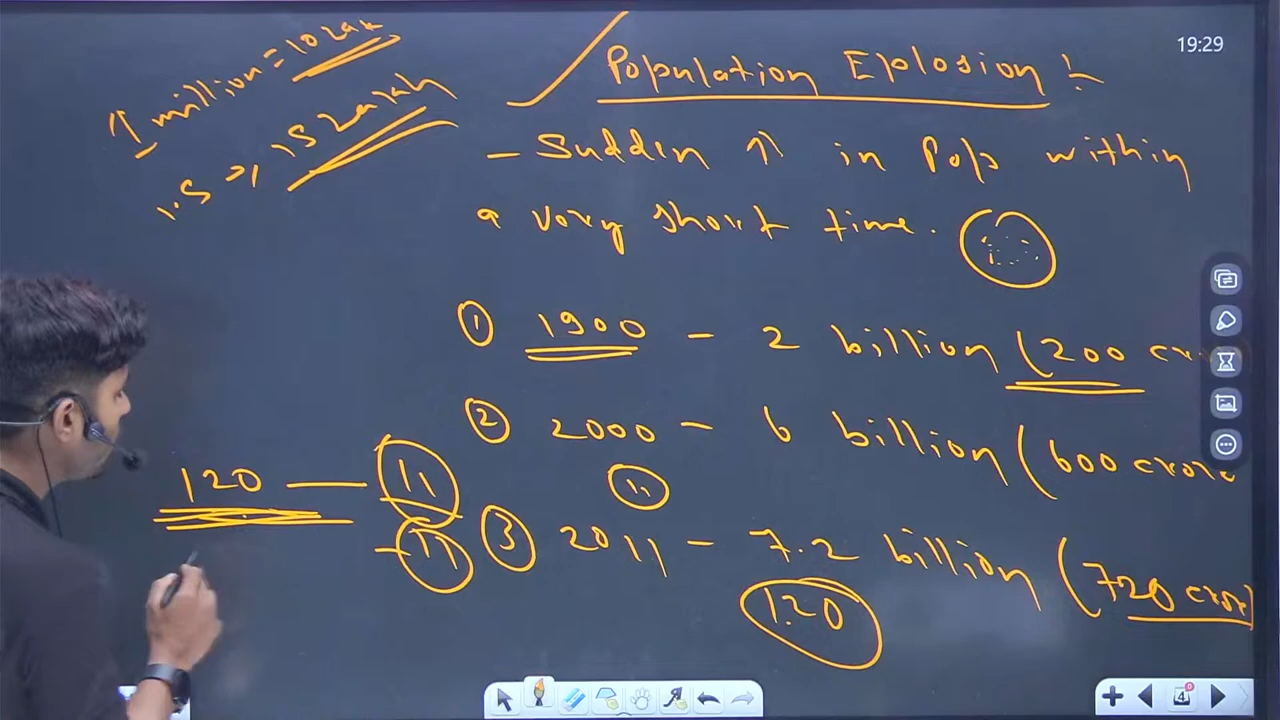 19:29
1 million = 10 lakh
1.5 " , 15 lakh
Population Explosion :-
- Sudden ↑ in Pop within
a very short time.
① 1900 - 2 billion (200 cro
② 2000 - 6 billion (600 crore
11
120 — 11
- 11
③ 2011 - 7.2 billion (720 crore)
120
4